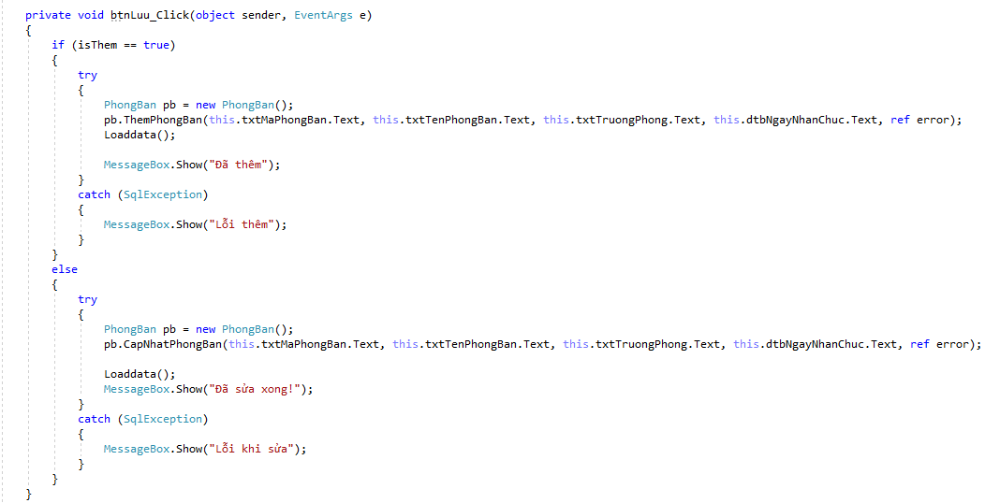 private void btnLuu_Click(object sender, EventArgs e)
{
if (isThem == true)
{
try
{
PhongBan pb = new PhongBan();
pb.ThemPhongBan(this.txtMaPhongBan.Text, this.txtTenPhongBan.Text, this.txtTruongPhong.Text, this.dtbNgayNhanChuc.Text, ref error);
Loaddata();
MessageBox.Show("Đã thêm");
}
catch (SqlException)
{
MessageBox.Show("Lỗi thêm");
}
}
else
{
try
{
PhongBan pb = new PhongBan();
pb.CapNhatPhongBan(this.txtMaPhongBan.Text, this.txtTenPhongBan.Text, this.txtTruongPhong.Text, this.dtbNgayNhanChuc.Text, ref error);
Loaddata();
MessageBox.Show("Đã sửa xong!");
}
catch (SqlException)
{
MessageBox.Show("Lỗi khi sửa");
}
}
}